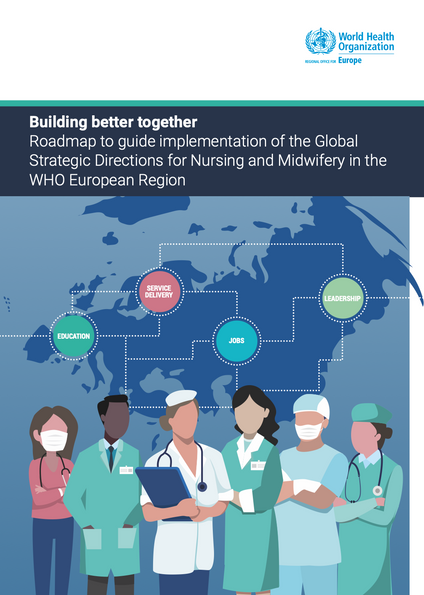 World Health
Organization
REGIONAL OFFICE FOR Europe
Building better together
Roadmap to guide implementation of the Global
Strategic Directions for Nursing and Midwifery in the
WHO European Region
SERVICE
DELIVERY
LEADERSHIP
EDUCATION
JOBS